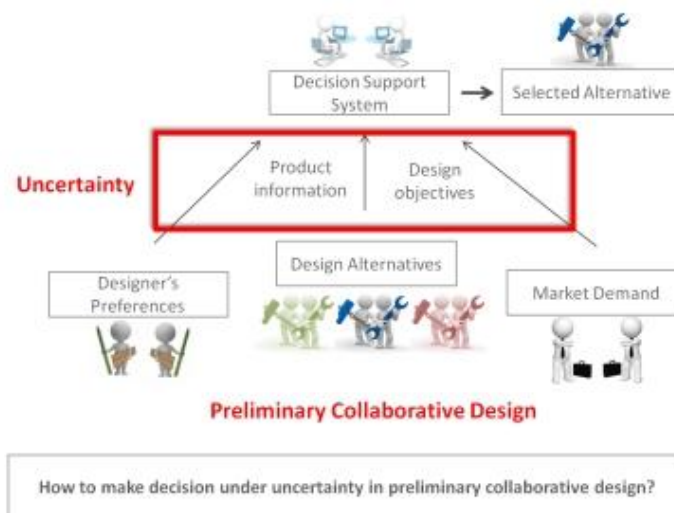 Decision Support
System
Selected Alternative
Uncertainty
Product
information
Design
objectives
Designer's
Preferences
Design Alternatives
Market Demand
Preliminary Collaborative Design
How to make decision under uncertainty in preliminary collaborative design?